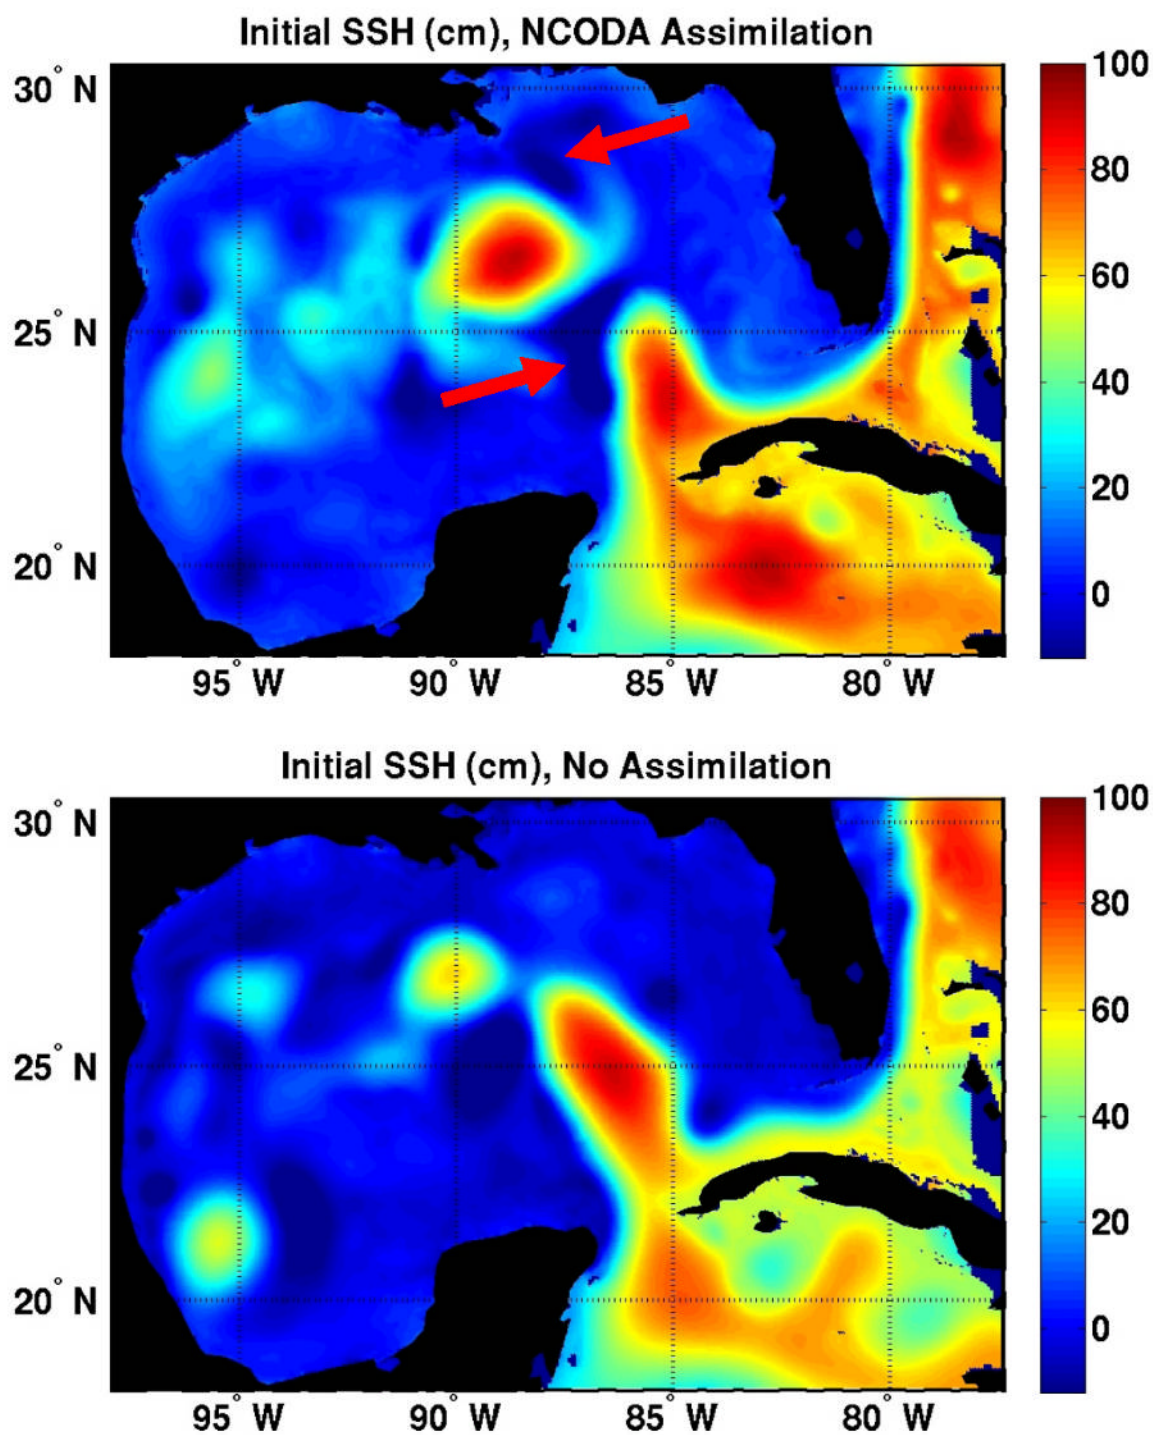 Initial SSH (cm), NCODA Assimilation
30° N
25° N
20° N
95° W 90° W 85° W 80° W
100
80
60
40
20
0
Initial SSH (cm), No Assimilation
30° N
25° N
20° N
95° W 90° W 85° W 80° W
100
80
60
40
20
0